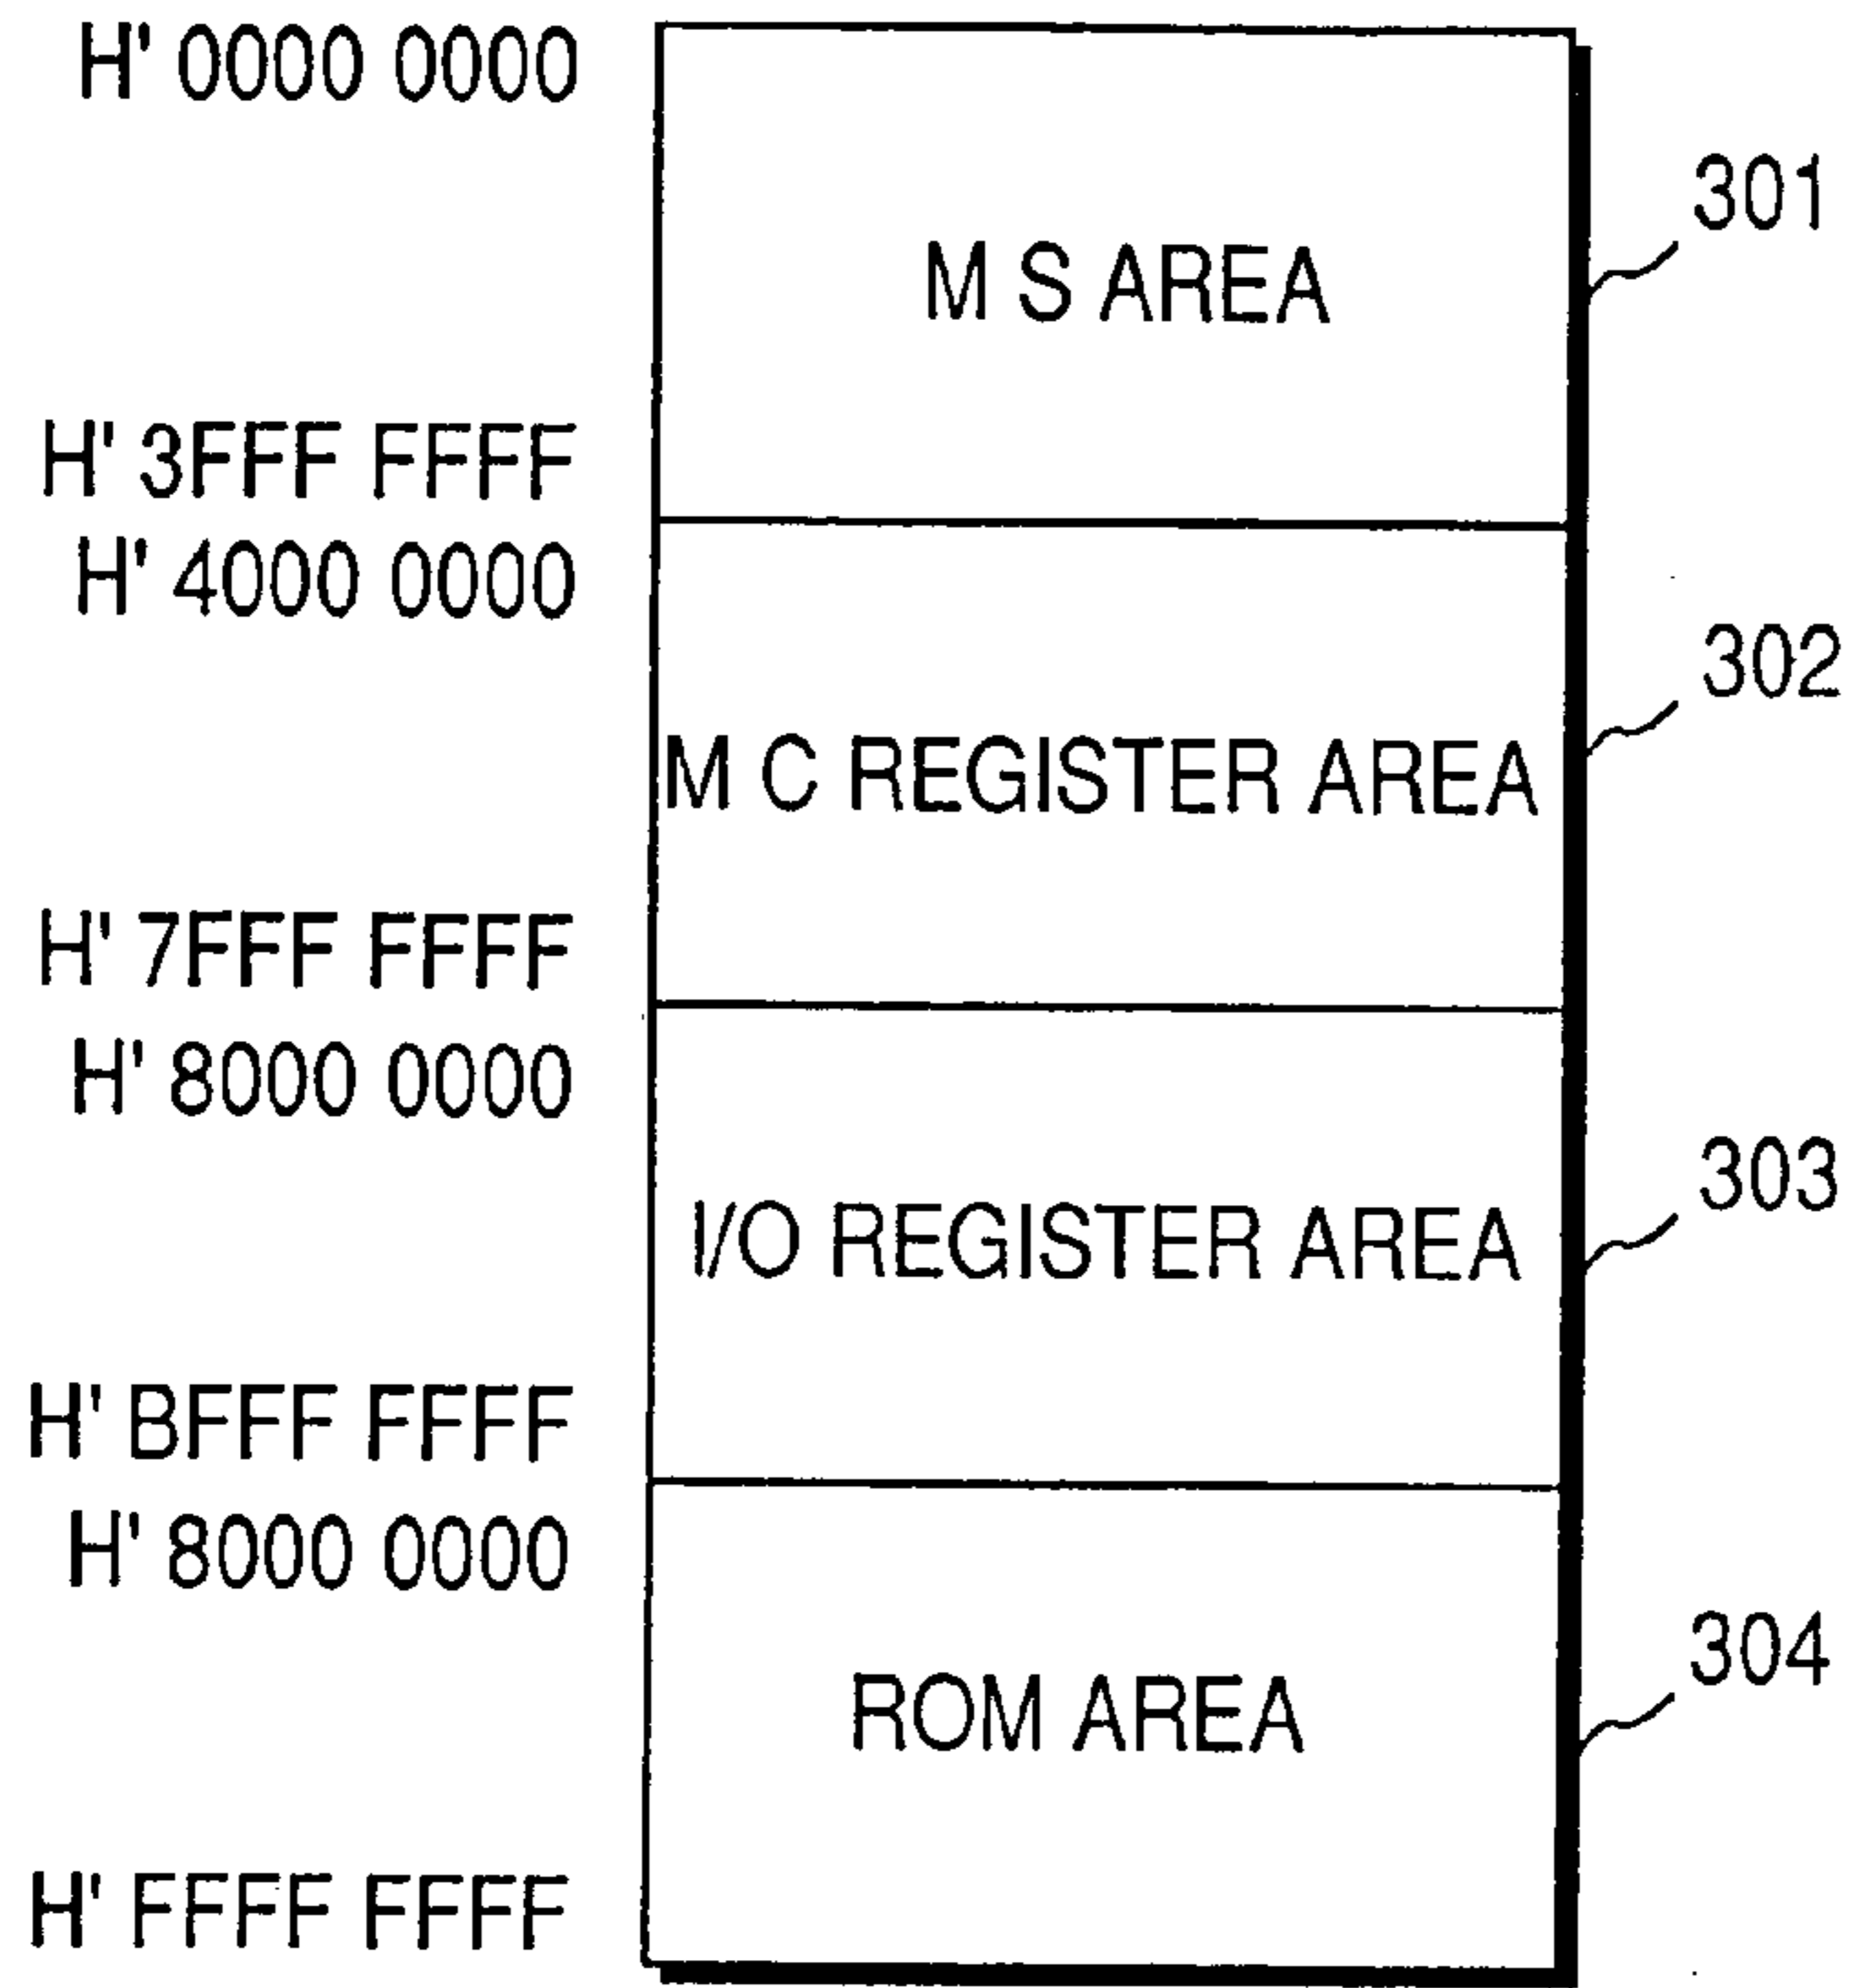 H' 0000 0000
M S AREA
301
H' 3FFF FFFF
H' 4000 0000
M C REGISTER AREA
302
H' 7FFF FFFF
H' 8000 0000
I/O REGISTER AREA
303
H' BFFF FFFF
H' 8000 0000
ROM AREA
304
H' FFFF FFFF